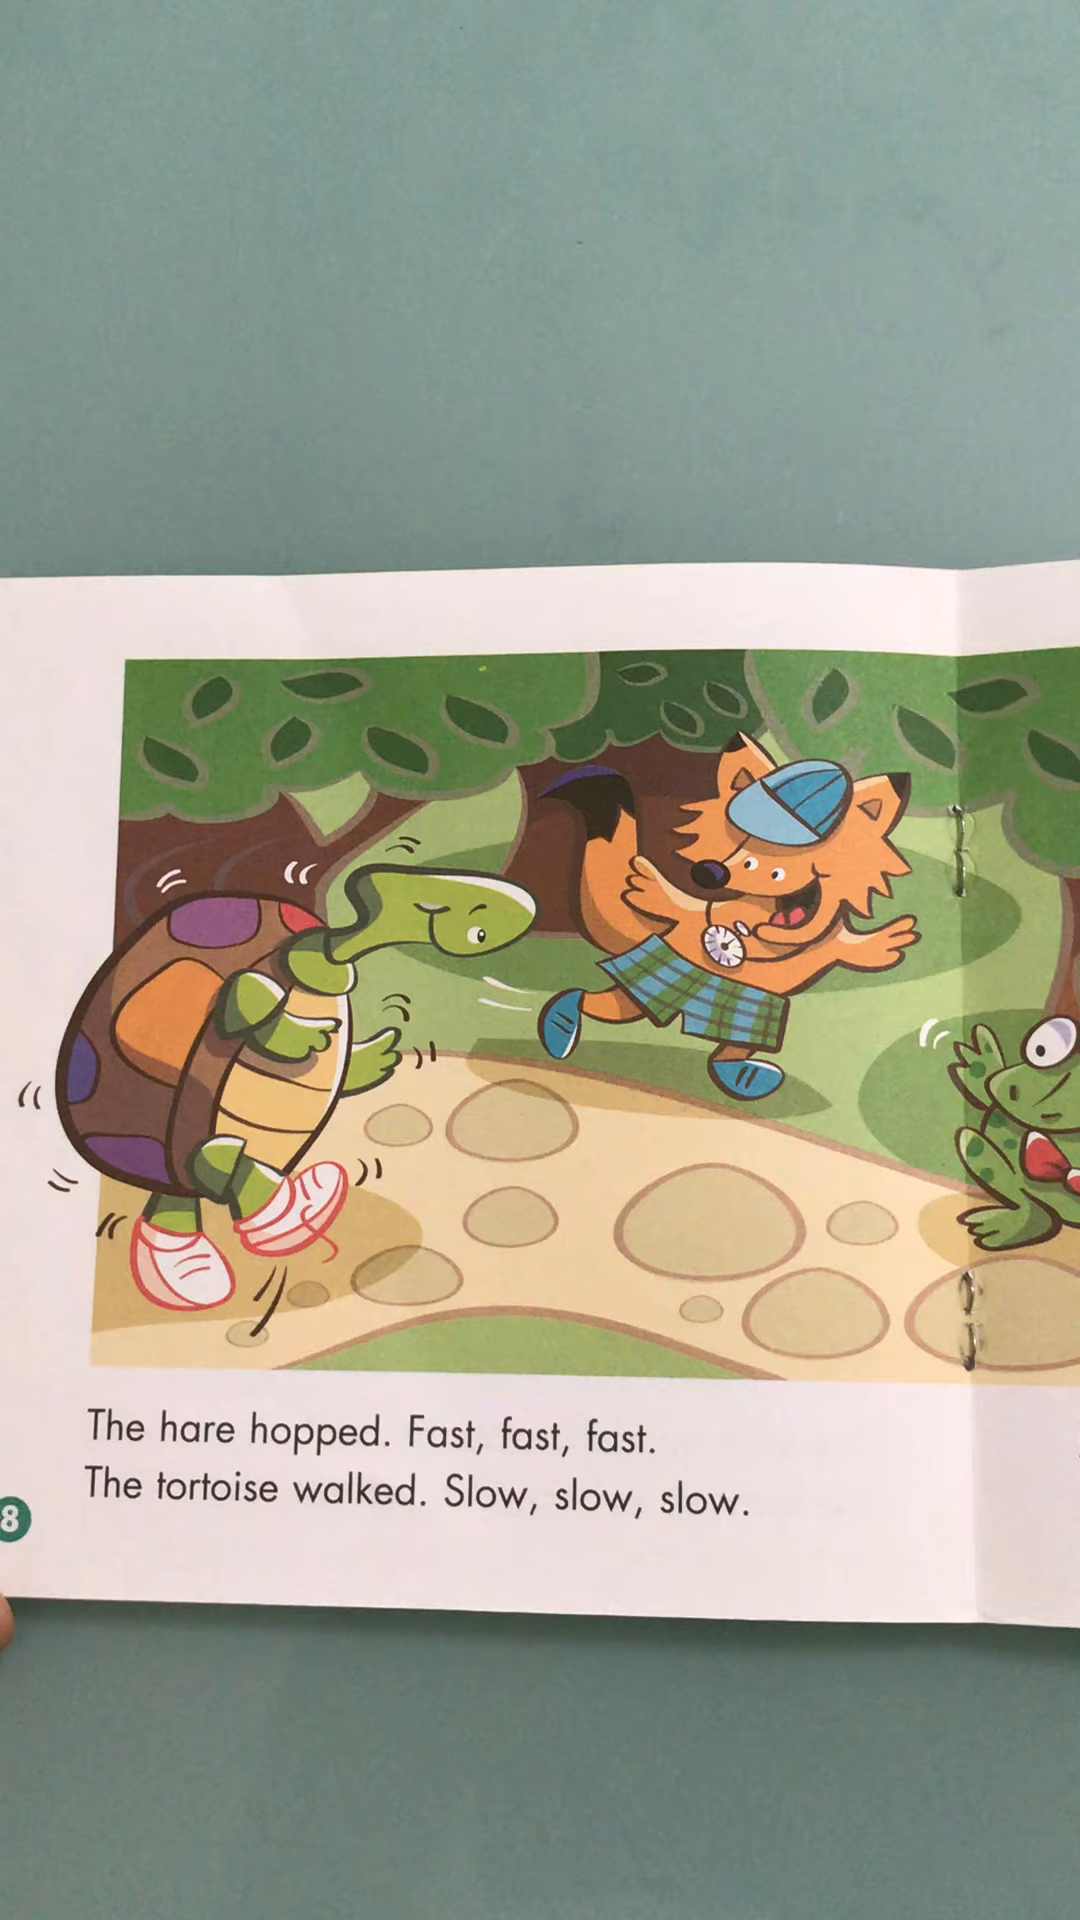 The hare hopped. Fast, fast, fast.
The tortoise walked. Slow, slow, slow.
8